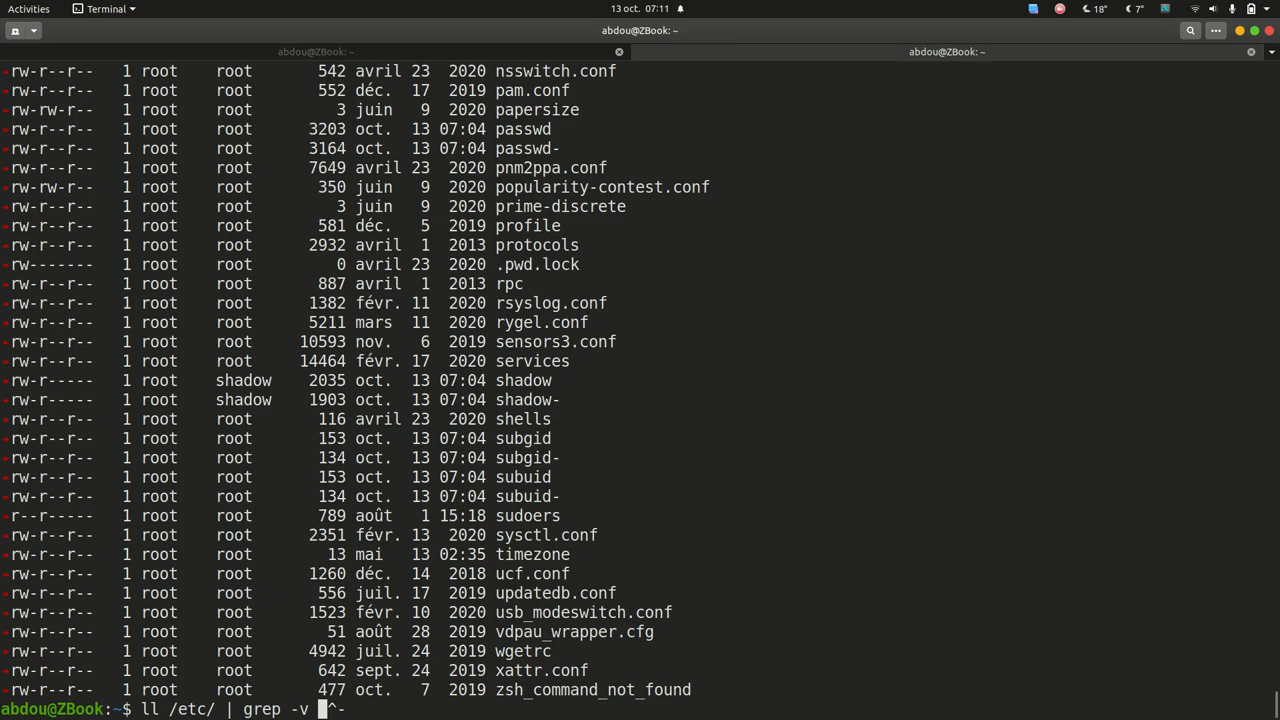 Activities Terminal 13 oct. 07:11 18° 7°
abdou@ZBook: ~
abdou@ZBook: ~ abdou@ZBook: ~
-rw-r--r-- 1 root root 542 avril 23 2020 nsswitch.conf
-rw-r--r-- 1 root root 552 déc. 17 2019 pam.conf
-rw-rw-r-- 1 root root 3 juin 9 2020 papersize
-rw-r--r-- 1 root root 3203 oct. 13 07:04 passwd
-rw-r--r-- 1 root root 3164 oct. 13 07:04 passwd-
-rw-r--r-- 1 root root 7649 avril 23 2020 pnm2ppa.conf
-rw-rw-r-- 1 root root 350 juin 9 2020 popularity-contest.conf
-rw-r--r-- 1 root root 3 juin 9 2020 prime-discrete
-rw-r--r-- 1 root root 581 déc. 5 2019 profile
-rw-r--r-- 1 root root 2932 avril 1 2013 protocols
-rw------- 1 root root 0 avril 23 2020 .pwd.lock
-rw-r--r-- 1 root root 887 avril 1 2013 rpc
-rw-r--r-- 1 root root 1382 févr. 11 2020 rsyslog.conf
-rw-r--r-- 1 root root 5211 mars 11 2020 rygel.conf
-rw-r--r-- 1 root root 10593 nov. 6 2019 sensors3.conf
-rw-r--r-- 1 root root 14464 févr. 17 2020 services
-rw-r----- 1 root shadow 2035 oct. 13 07:04 shadow
-rw-r----- 1 root shadow 1903 oct. 13 07:04 shadow-
-rw-r--r-- 1 root root 116 avril 23 2020 shells
-rw-r--r-- 1 root root 153 oct. 13 07:04 subgid
-rw-r--r-- 1 root root 134 oct. 13 07:04 subgid-
-rw-r--r-- 1 root root 153 oct. 13 07:04 subuid
-rw-r--r-- 1 root root 134 oct. 13 07:04 subuid-
-r--r----- 1 root root 789 août 1 15:18 sudoers
-rw-r--r-- 1 root root 2351 févr. 13 2020 sysctl.conf
-rw-r--r-- 1 root root 13 mai 13 02:35 timezone
-rw-r--r-- 1 root root 1260 déc. 14 2018 ucf.conf
-rw-r--r-- 1 root root 556 juil. 17 2019 updatedb.conf
-rw-r--r-- 1 root root 1523 févr. 10 2020 usb_modeswitch.conf
-rw-r--r-- 1 root root 51 août 28 2019 vdpau_wrapper.cfg
-rw-r--r-- 1 root root 4942 juil. 24 2019 wgetrc
-rw-r--r-- 1 root root 642 sept. 24 2019 xattr.conf
-rw-r--r-- 1 root root 477 oct. 7 2019 zsh_command_not_found
abdou@ZBook:~$ ll /etc/ | grep -v ^-